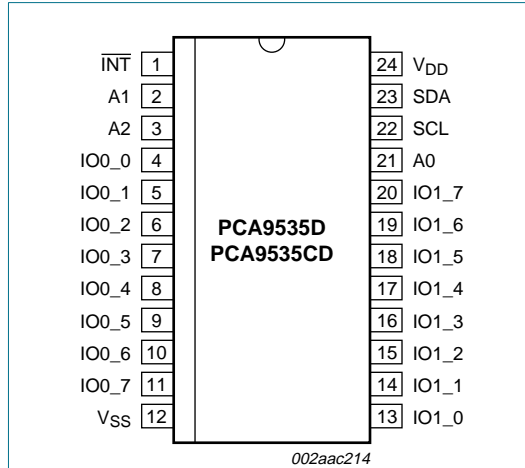 INT 1 24 VDD
A1 2 23 SDA
A2 3 22 SCL
IO0_0 4 21 A0
IO0_1 5 20 IO1_7
IO0_2 6 19 IO1_6
IO0_3 7 18 IO1_5
IO0_4 8 17 IO1_4
IO0_5 9 16 IO1_3
IO0_6 10 15 IO1_2
IO0_7 11 14 IO1_1
VSS 12 13 IO1_0
PCA9535D
PCA9535CD
002aac214